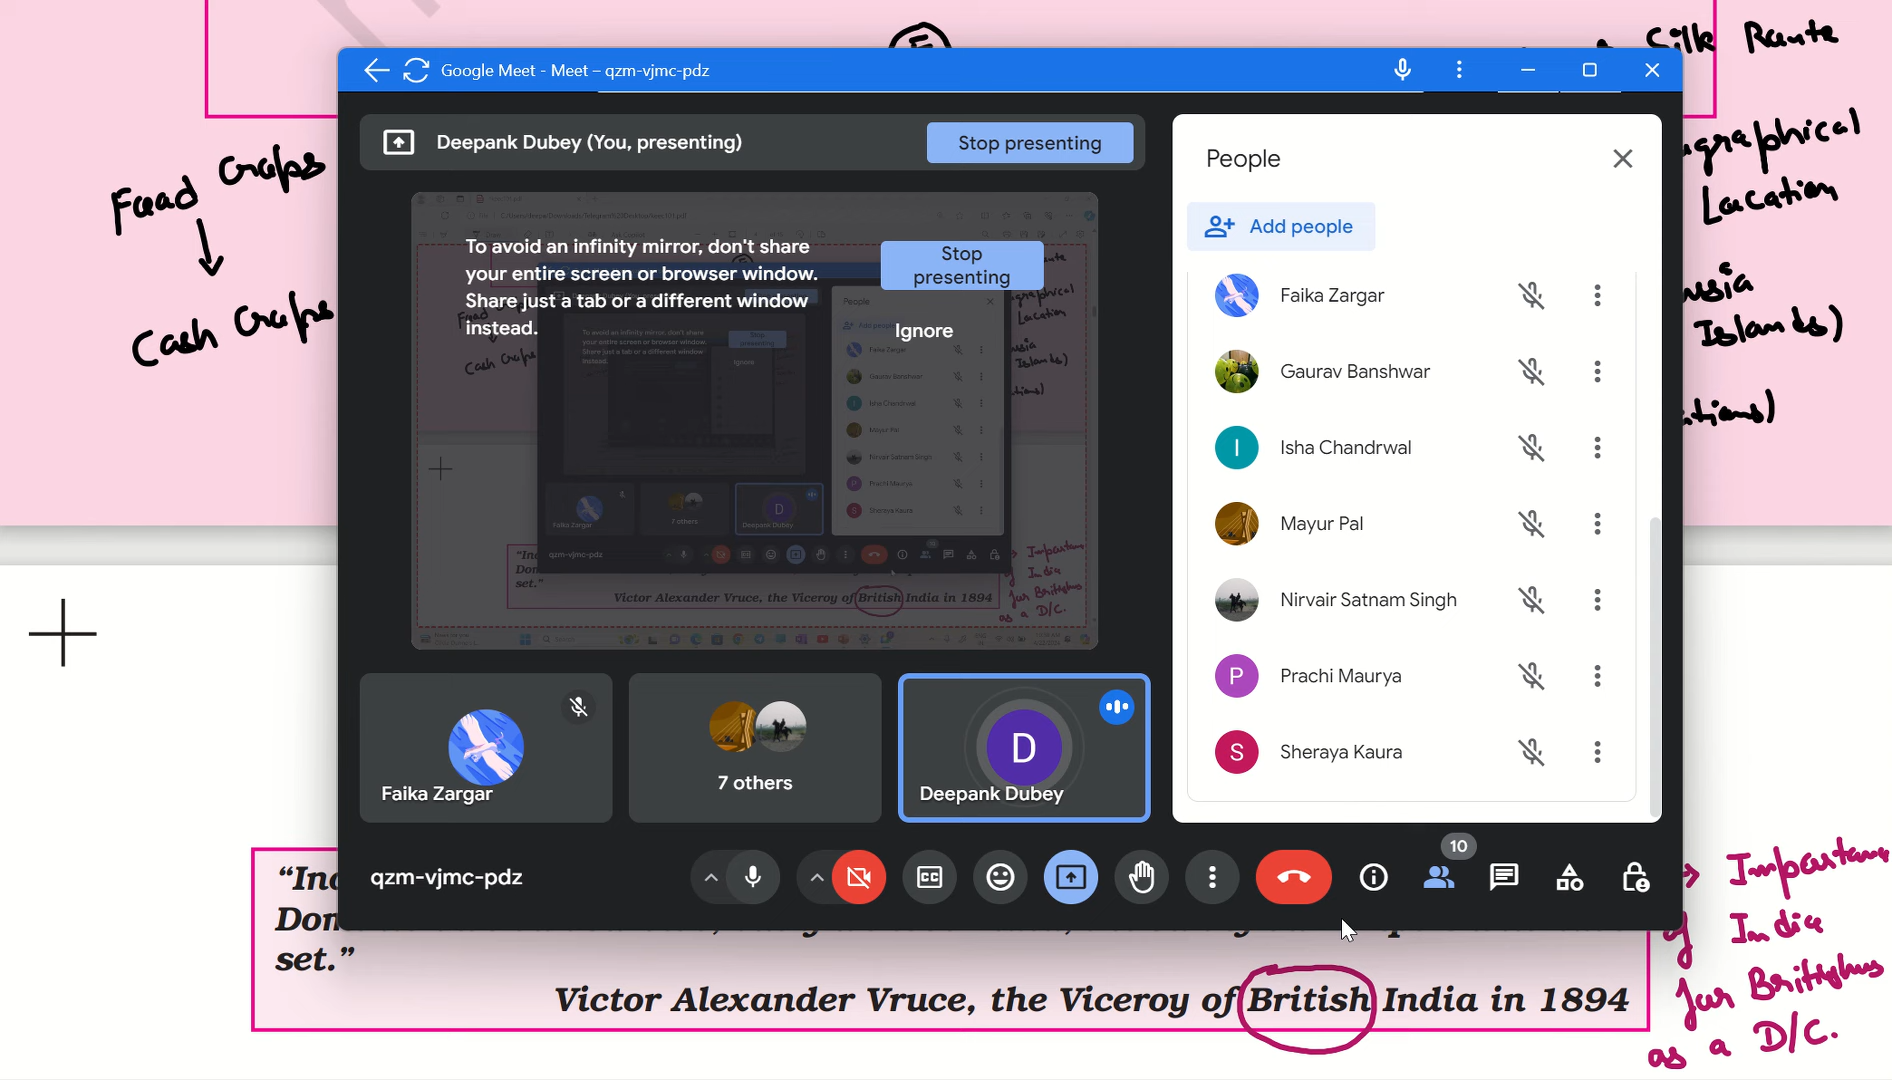 Silk Route
Google Meet - Meet – qzm-vjmc-pdz
Deepank Dubey (You, presenting)
Stop presenting
To avoid an infinity mirror, don't share
your entire screen or browser window.
Share just a tab or a different window
instead.
Stop
presenting
Ignore
People
Add people
Faika Zargar
Gaurav Banshwar
Isha Chandrwal
Mayur Pal
Nirvair Satnam Singh
Prachi Maurya
Sheraya Kaura
Food Crops
Cash Crops
graphical
Location
Islands)
Faika Zargar
7 others
D
Deepank Dubey
I
P
S
10
qzm-vjmc-pdz
CC
set.”
Victor Alexander Vruce, the Viceroy of British India in 1894
of India
for Britishus
as a D/C.